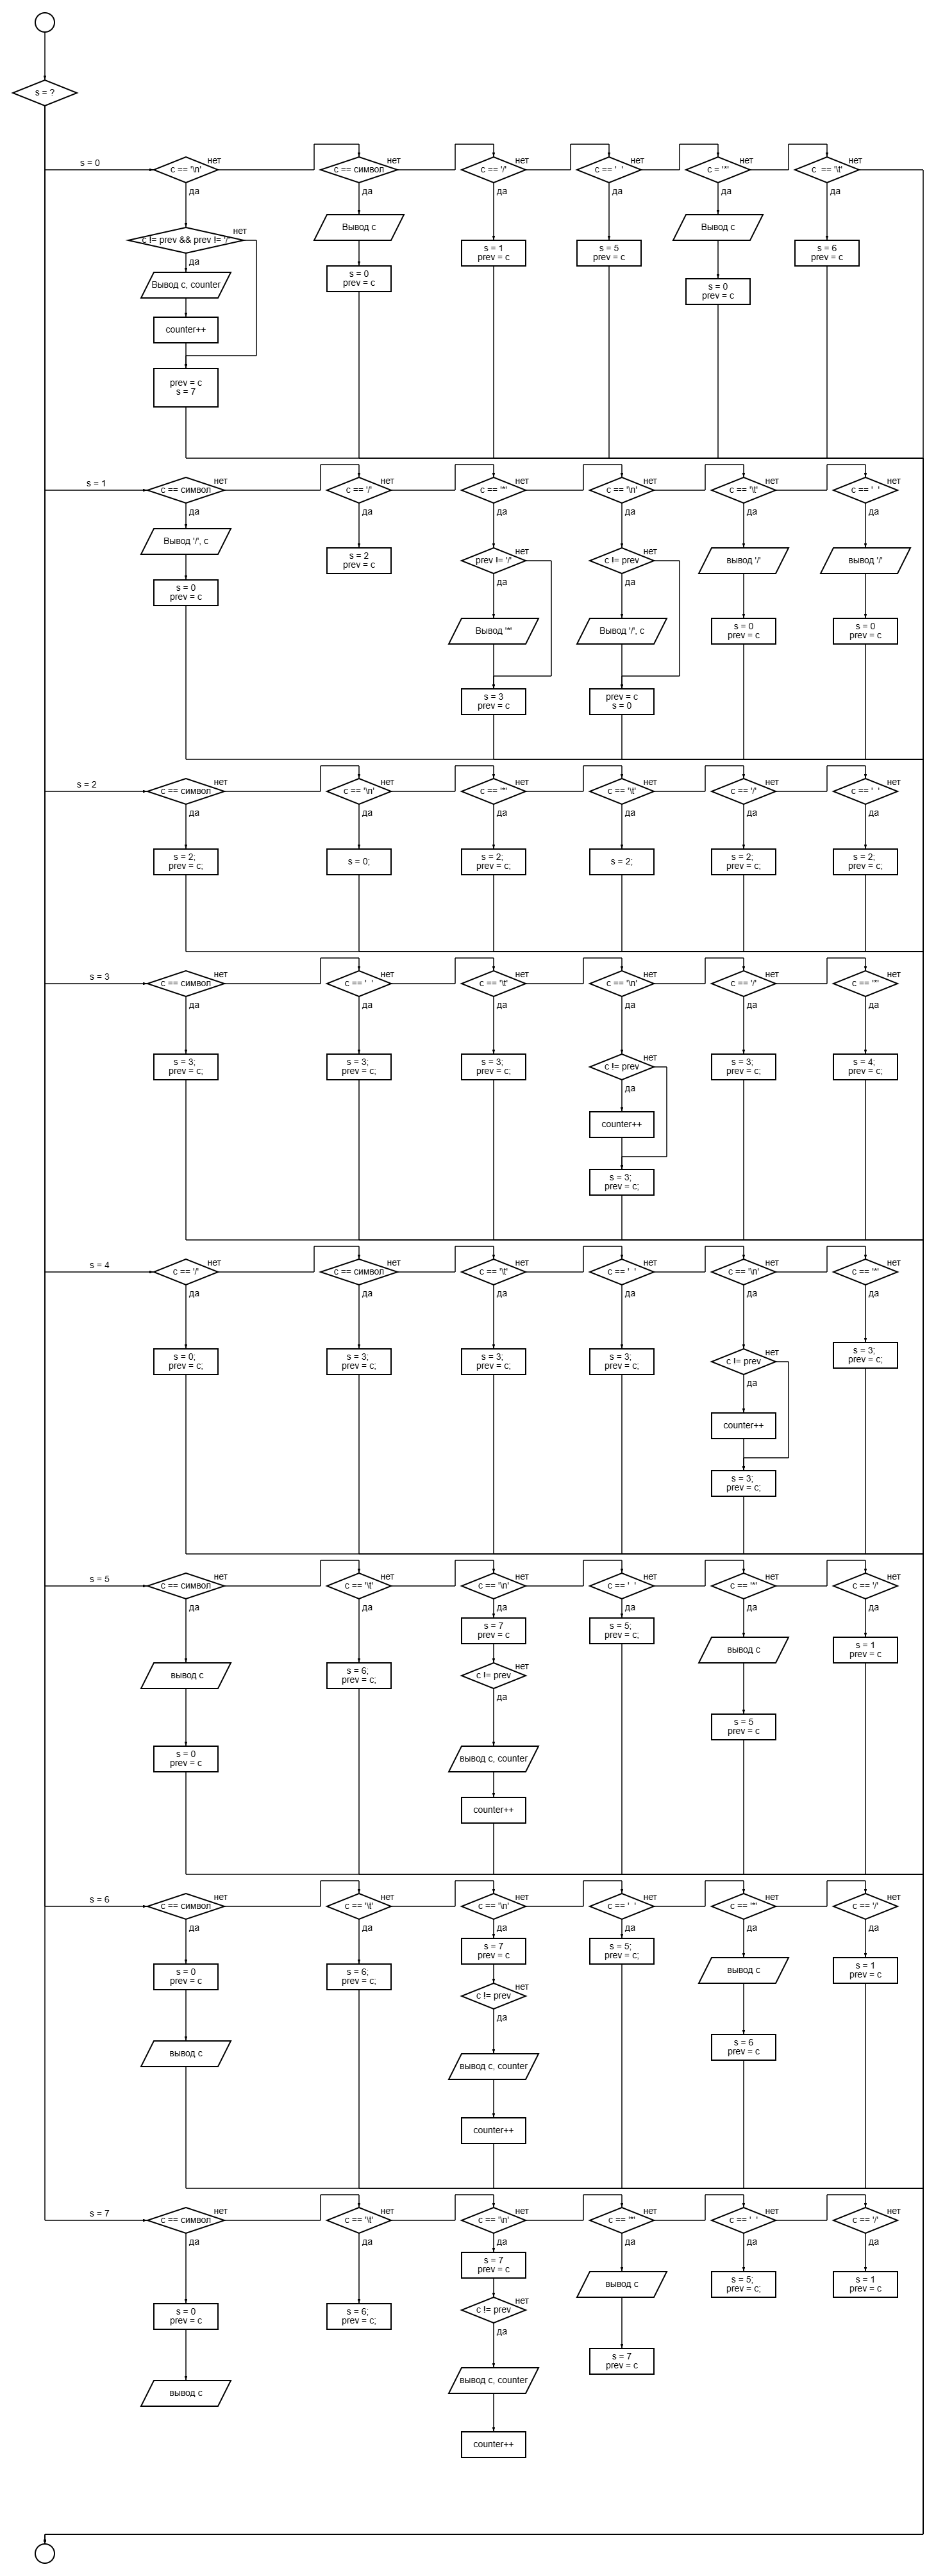 s = ?
s = 0
c == '\n'
нет
да
c != prev && prev != '/'
нет
да
Вывод c, counter
counter++
prev = c
s = 7
c == символ
нет
да
Вывод c
s = 0
prev = c
c == '/'
нет
да
s = 1
prev = c
c == '  '
нет
да
s = 5
prev = c
c = '*'
нет
да
Вывод c
s = 0
prev = c
c  == '\t'
нет
да
s = 6
prev = c
s = 1
c == символ
нет
да
Вывод '/', c
s = 0
prev = c
c == '/'
нет
да
s = 2
prev = c
c == '*'
нет
да
prev != '/'
нет
да
Вывод '*'
s = 3
prev = c
c == '\n'
нет
да
c != prev
нет
да
Вывод '/', c
prev = c
s = 0
c == '\t'
нет
да
вывод '/'
s = 0
prev = c
c == '  '
нет
да
вывод '/'
s = 0
prev = c
s = 2
c == символ
нет
да
s = 2;
prev = c;
c == '\n'
нет
да
s = 0;
c == '*'
нет
да
s = 2;
prev = c;
c == '\t'
нет
да
s = 2;
c == '/'
нет
да
s = 2;
prev = c;
c == '  '
нет
да
s = 2;
prev = c;
s = 3
c == символ
нет
да
s = 3;
prev = c;
c == '  '
нет
да
s = 3;
prev = c;
c == '\t'
нет
да
s = 3;
prev = c;
c == '\n'
нет
да
c != prev
нет
да
counter++
s = 3;
prev = c;
c == '/'
нет
да
s = 3;
prev = c;
c == '*'
нет
да
s = 4;
prev = c;
s = 4
c == '/'
нет
да
s = 0;
prev = c;
c == символ
нет
да
s = 3;
prev = c;
c == '\t'
нет
да
s = 3;
prev = c;
c == '  '
нет
да
s = 3;
prev = c;
c == '\n'
нет
да
c != prev
нет
да
counter++
s = 3;
prev = c;
c == '*'
нет
да
s = 3;
prev = c;
s = 5
c == символ
нет
да
вывод c
s = 0
prev = c
c == '\t'
нет
да
s = 6;
prev = c;
c == '\n'
нет
да
s = 7
prev = c
c != prev
нет
да
вывод c, counter
counter++
c == '  '
нет
да
s = 5;
prev = c;
c == '*'
нет
да
вывод c
s = 5
prev = c
c == '/'
нет
да
s = 1
prev = c
s = 6
c == символ
нет
да
s = 0
prev = c
вывод c
c == '\t'
нет
да
s = 6;
prev = c;
c == '\n'
нет
да
s = 7
prev = c
c != prev
нет
да
вывод c, counter
counter++
c == '  '
нет
да
s = 5;
prev = c;
c == '*'
нет
да
вывод c
s = 6
prev = c
c == '/'
нет
да
s = 1
prev = c
s = 7
c == символ
нет
да
s = 0
prev = c
вывод c
c == '\t'
нет
да
s = 6;
prev = c;
c == '\n'
нет
да
s = 7
prev = c
c != prev
нет
да
вывод c, counter
counter++
c == '*'
нет
да
вывод c
s = 7
prev = c
c == '  '
нет
да
s = 5;
prev = c;
c == '/'
нет
да
s = 1
prev = c